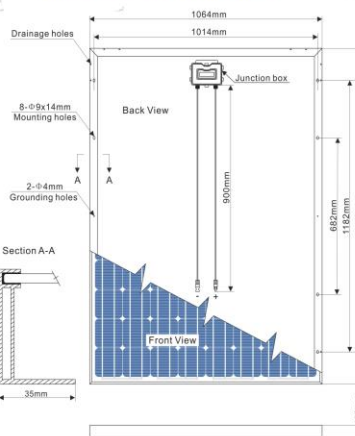 1064mm
1014mm
Drainage holes
Junction box
8-Φ9x14mm
Mounting holes
Back View
A A
2-Φ4mm
Grounding holes
900mm
682mm
1182mm
Section A-A
- +
Front View
35mm